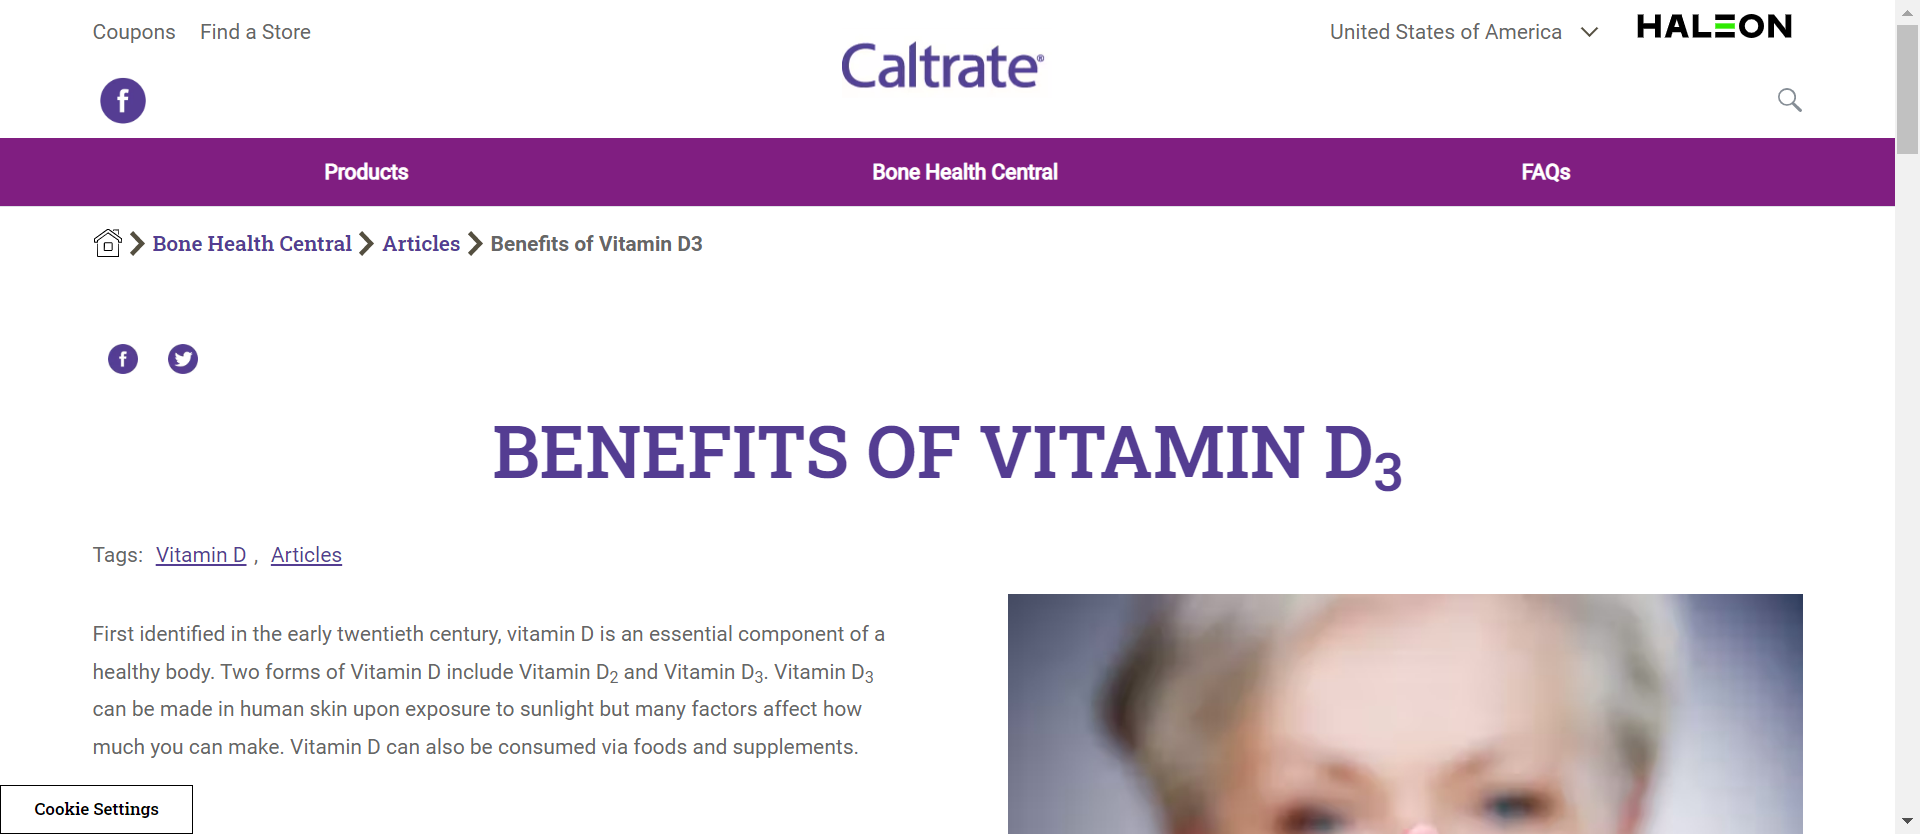 Coupons Find a Store
United States of America
HALEON
Caltrate®
f
Products Bone Health Central FAQs
Bone Health Central Articles Benefits of Vitamin D3
f
BENEFITS OF VITAMIN D₃
Tags: Vitamin D , Articles
First identified in the early twentieth century, vitamin D is an essential component of a
healthy body. Two forms of Vitamin D include Vitamin D₂ and Vitamin D₃. Vitamin D₃
can be made in human skin upon exposure to sunlight but many factors affect how
much you can make. Vitamin D can also be consumed via foods and supplements.
Cookie Settings